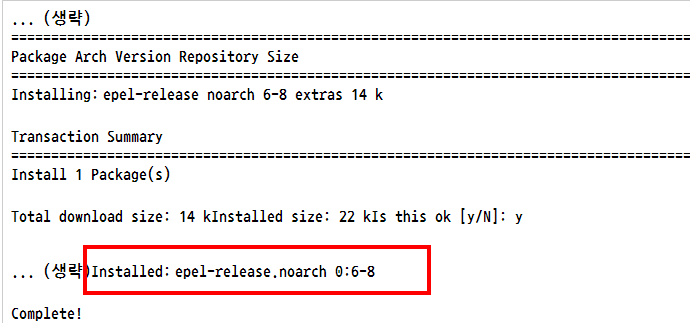 ... (생략)
================================================================================
Package Arch Version Repository Size
================================================================================
Installing: epel-release noarch 6-8 extras 14 k
Transaction Summary
================================================================================
Install 1 Package(s)
Total download size: 14 kInstalled size: 22 kIs this ok [y/N]: y
... (생략)Installed: epel-release.noarch 0:6-8
Complete!